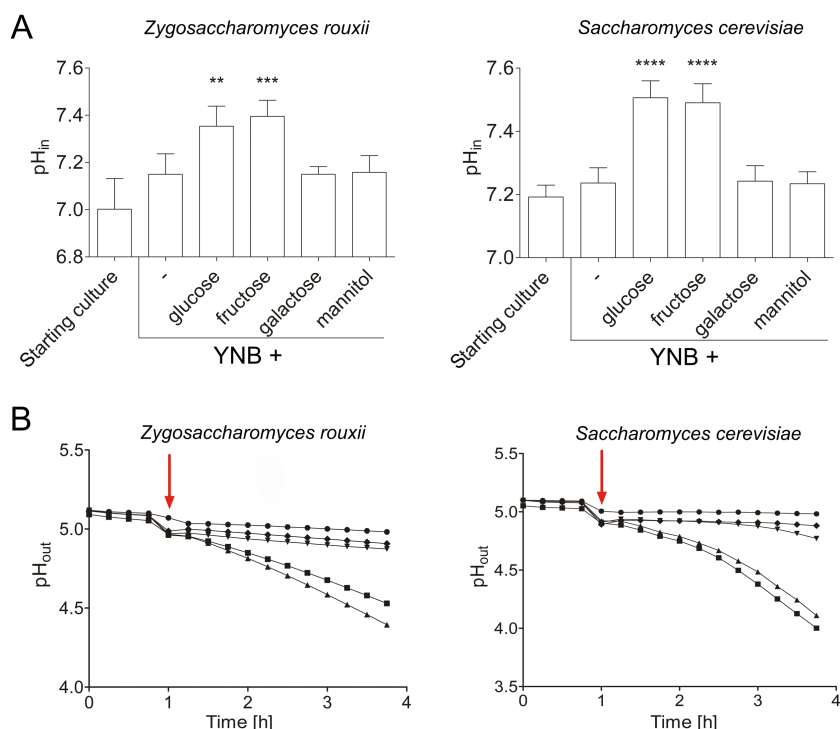 A
Zygosaccharomyces rouxii
Saccharomyces cerevisiae
7.6
7.4
7.2
7.0
6.8
pHin
** ***
Starting culture
-
glucose
fructose
galactose
mannitol
YNB +
7.6
7.4
7.2
7.0
pHin
**** ****
Starting culture
-
glucose
fructose
galactose
mannitol
YNB +
B
Zygosaccharomyces rouxii
Saccharomyces cerevisiae
5.5
5.0
4.5
4.0
pHout
0 1 2 3 4
Time [h]
5.5
5.0
4.5
4.0
3.5
pHout
0 1 2 3 4
Time [h]